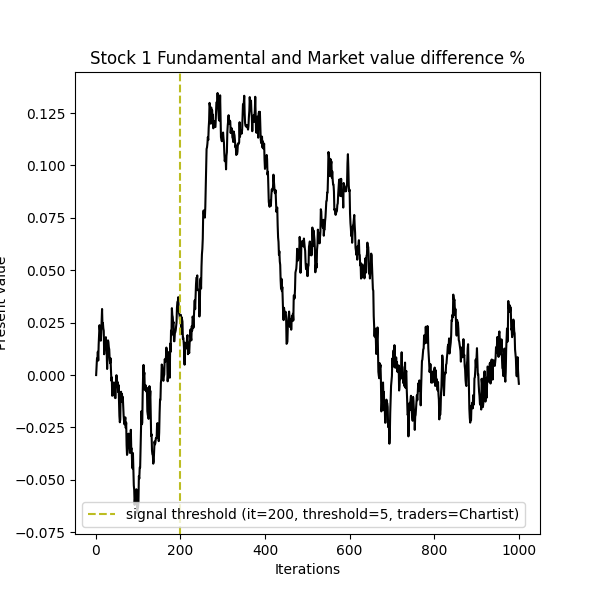 Stock 1 Fundamental and Market value difference %
0.125
0.100
0.075
0.050
0.025
0.000
−0.025
−0.050
−0.075
Present value
signal threshold (it=200, threshold=5, traders=Chartist)
0 200 400 600 800 1000
Iterations